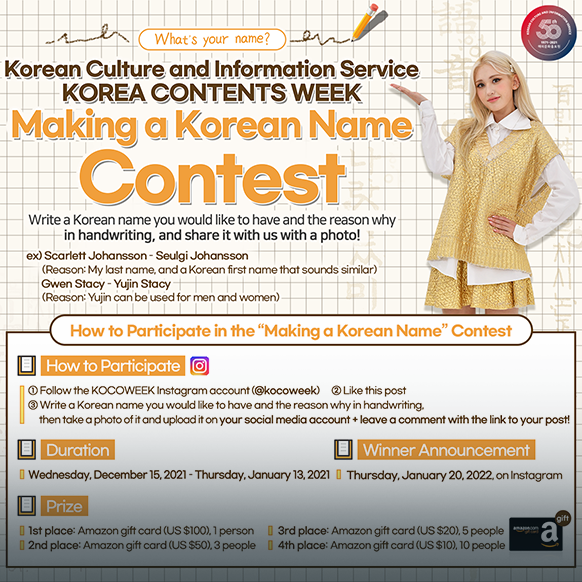 What's your name?
Korean Culture and Information Service
KOREA CONTENTS WEEK
Making a Korean Name
Contest
Write a Korean name you would like to have and the reason why
in handwriting, and share it with us with a photo!
ex) Scarlett Johansson - Seulgi Johansson
(Reason: My last name, and a Korean first name that sounds similar)
Gwen Stacy - Yujin Stacy
(Reason: Yujin can be used for men and women)
How to Participate in the “Making a Korean Name” Contest
How to Participate
① Follow the KOCOWEEK Instagram account (@kocoweek) ② Like this post
③ Write a Korean name you would like to have and the reason why in handwriting,
then take a photo of it and upload it on your social media account + leave a comment with the link to your post!
Duration
Wednesday, December 15, 2021 - Thursday, January 13, 2021
Winner Announcement
Thursday, January 20, 2022, on Instagram
Prize
1st place: Amazon gift card (US $100), 1 person
2nd place: Amazon gift card (US $50), 3 people
3rd place: Amazon gift card (US $20), 5 people
4th place: Amazon gift card (US $10), 10 people
amazon.com
a
gift